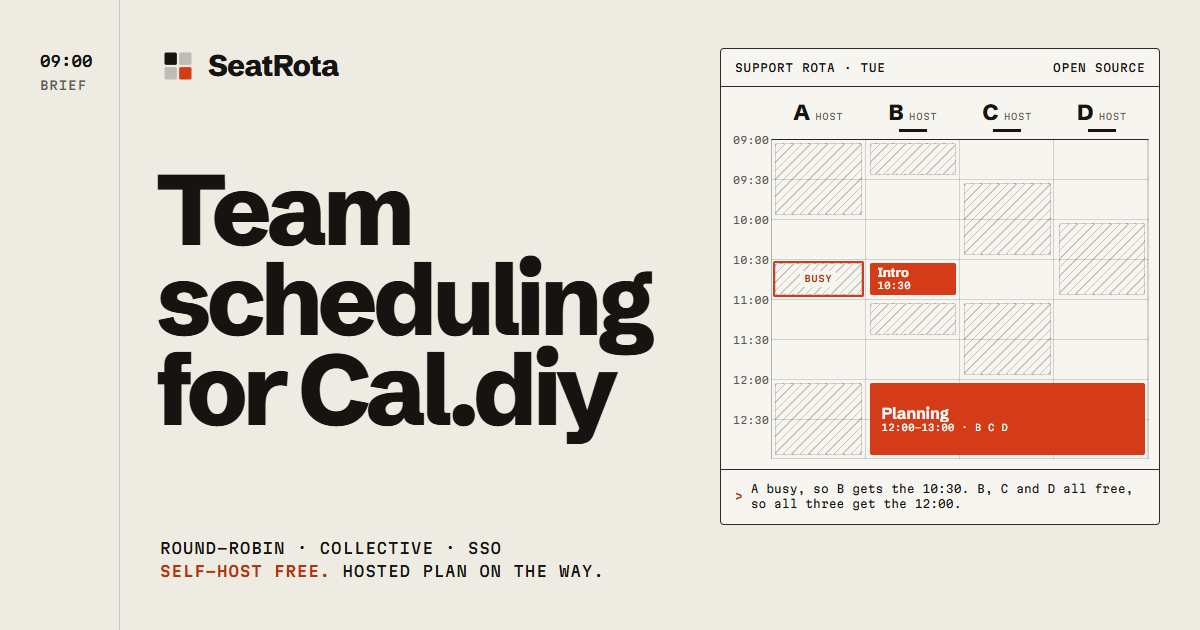 09:00
BRIEF
SeatRota
Team
scheduling
for Cal.diy
ROUND-ROBIN · COLLECTIVE · SSO
SELF-HOST FREE. HOSTED PLAN ON THE WAY.
SUPPORT ROTA · TUE OPEN SOURCE
A HOST B HOST C HOST D HOST
09:00
09:30
10:00
10:30
BUSY
Intro
10:30
11:00
11:30
12:00
Planning
12:00–13:00 · B C D
12:30
> A busy, so B gets the 10:30. B, C and D all free,
so all three get the 12:00.